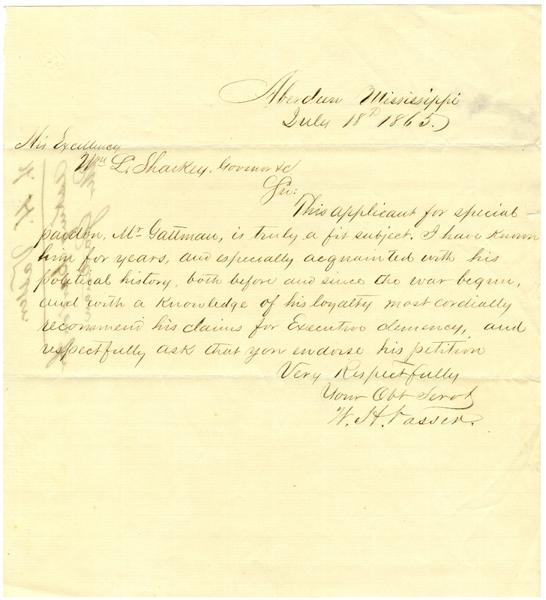 Aberdeen Mississippi
July 18th 1865.
His Excellency
Wm L. Sharkey. Governor &c
Sir:
This applicant for special
pardon, Mr Gattman, is truly a fit subject. I have known
him for years, and especially acquainted with his
political history, both before and since the war begun,
and with a knowledge of his loyalty most cordially
recommend his claims for Executive clemency, and
respectfully ask that you endorse his petition
Very Respectfully
Your Obt Servt
W. H. Vasser.